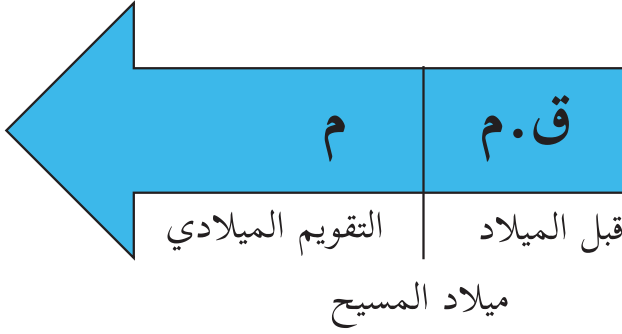 ق.م م
قبل الميلاد التقويم الميلادي
ميلاد المسيح